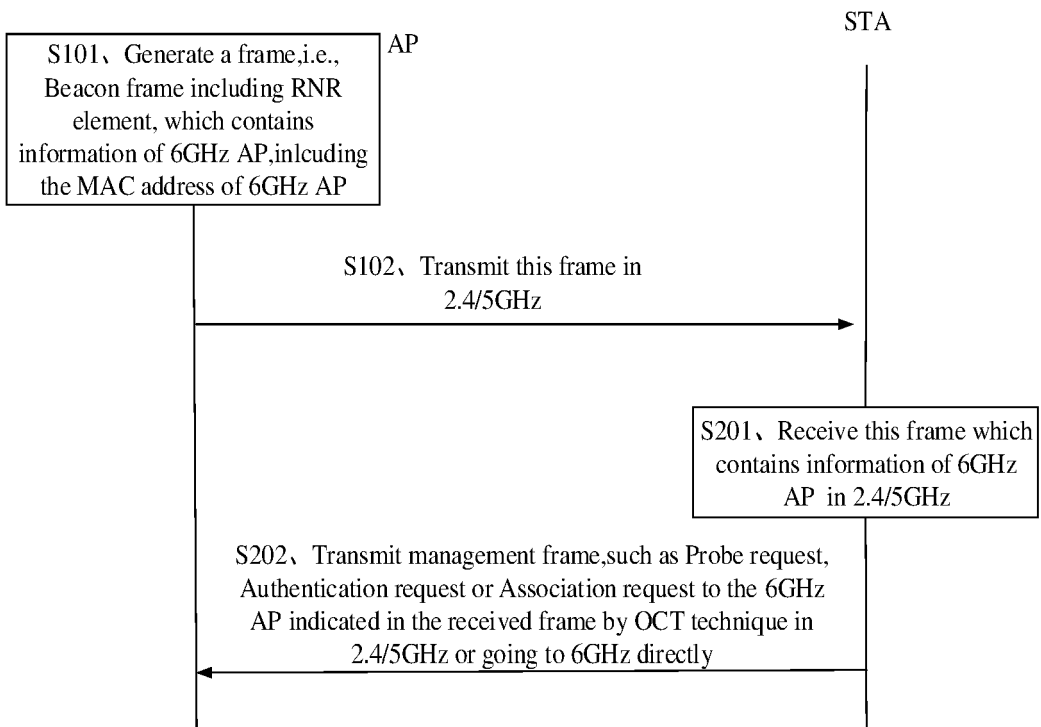 STA
AP
S101、Generate a frame,i.e.,
Beacon frame including RNR
element, which contains
information of 6GHz AP,inlcuding
the MAC address of 6GHz AP
S102、Transmit this frame in
2.4/5GHz
S201、Receive this frame which
contains information of 6GHz
AP in 2.4/5GHz
S202、Transmit management frame,such as Probe request,
Authentication request or Association request to the 6GHz
AP indicated in the received frame by OCT technique in
2.4/5GHz or going to 6GHz directly